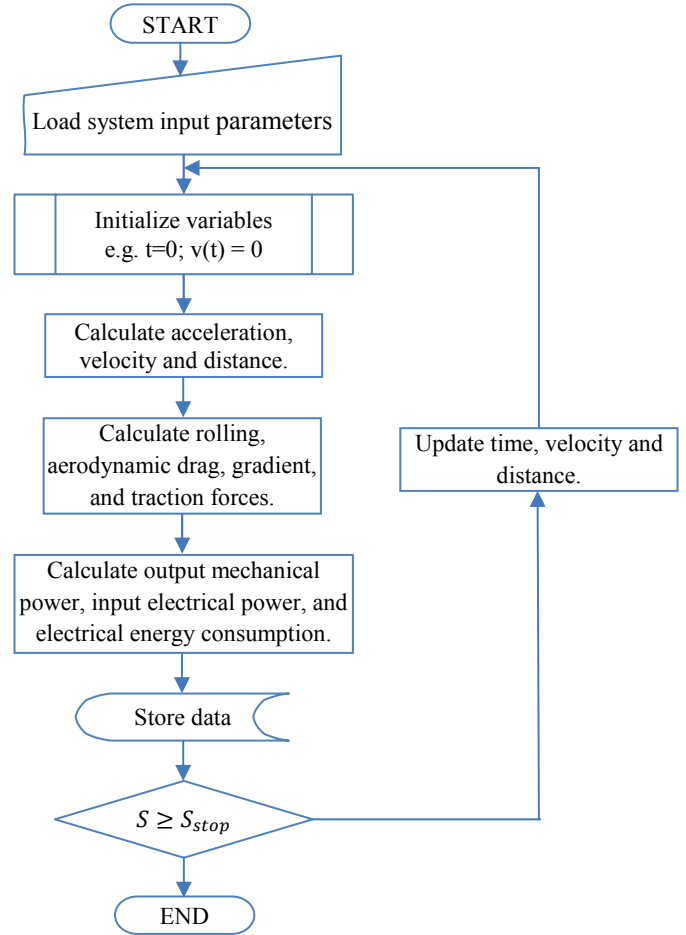 START
Load system input parameters
Initialize variables
e.g. t=0; v(t) = 0
Calculate acceleration,
velocity and distance.
Calculate rolling,
aerodynamic drag, gradient,
and traction forces.
Update time, velocity and
distance.
Calculate output mechanical
power, input electrical power, and
electrical energy consumption.
Store data
S ≥ S_{stop}
END